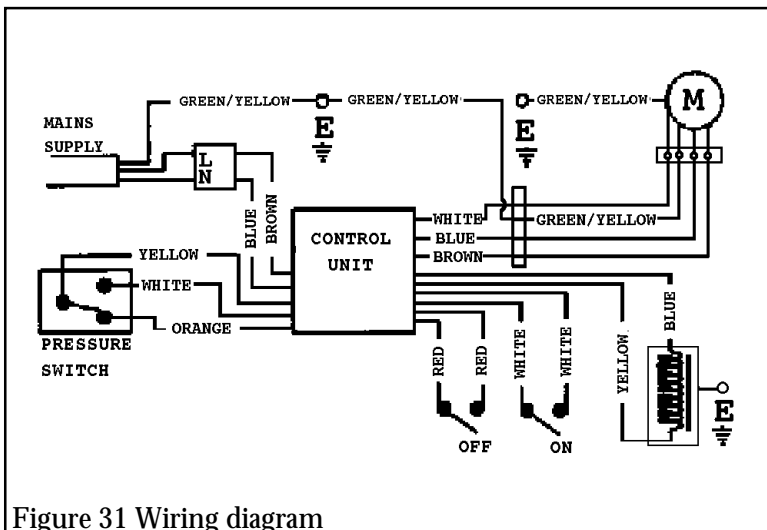 GREEN/YELLOW GREEN/YELLOW GREEN/YELLOW M
MAINS
SUPPLY
E E
L
N
BLUE BROWN
WHITE GREEN/YELLOW
BLUE
BROWN
CONTROL
UNIT
YELLOW
WHITE
ORANGE
PRESSURE
SWITCH
RED RED WHITE WHITE YELLOW BLUE
OFF ON
E
Figure 31 Wiring diagram